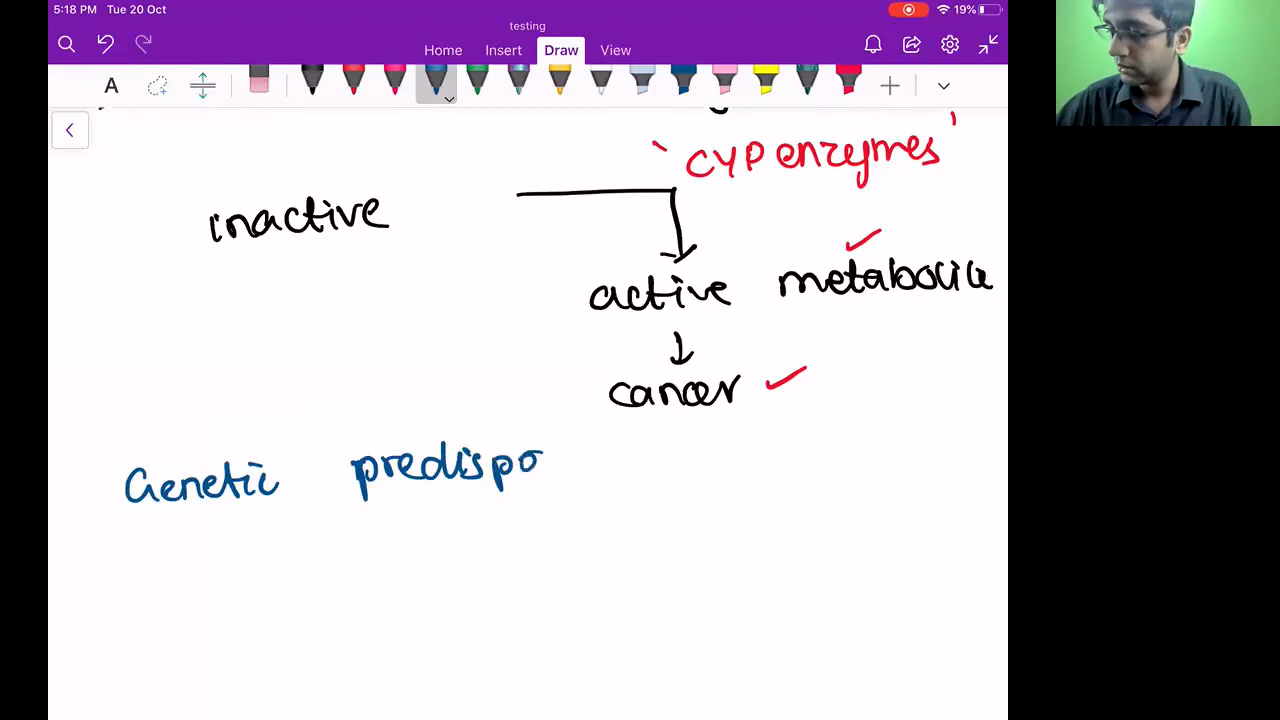 5:18 PM Tue 20 Oct
19%
testing
Home Insert Draw View
A
' CYP enzymes '
inactive
active metabolic
cancer
Genetic predispo